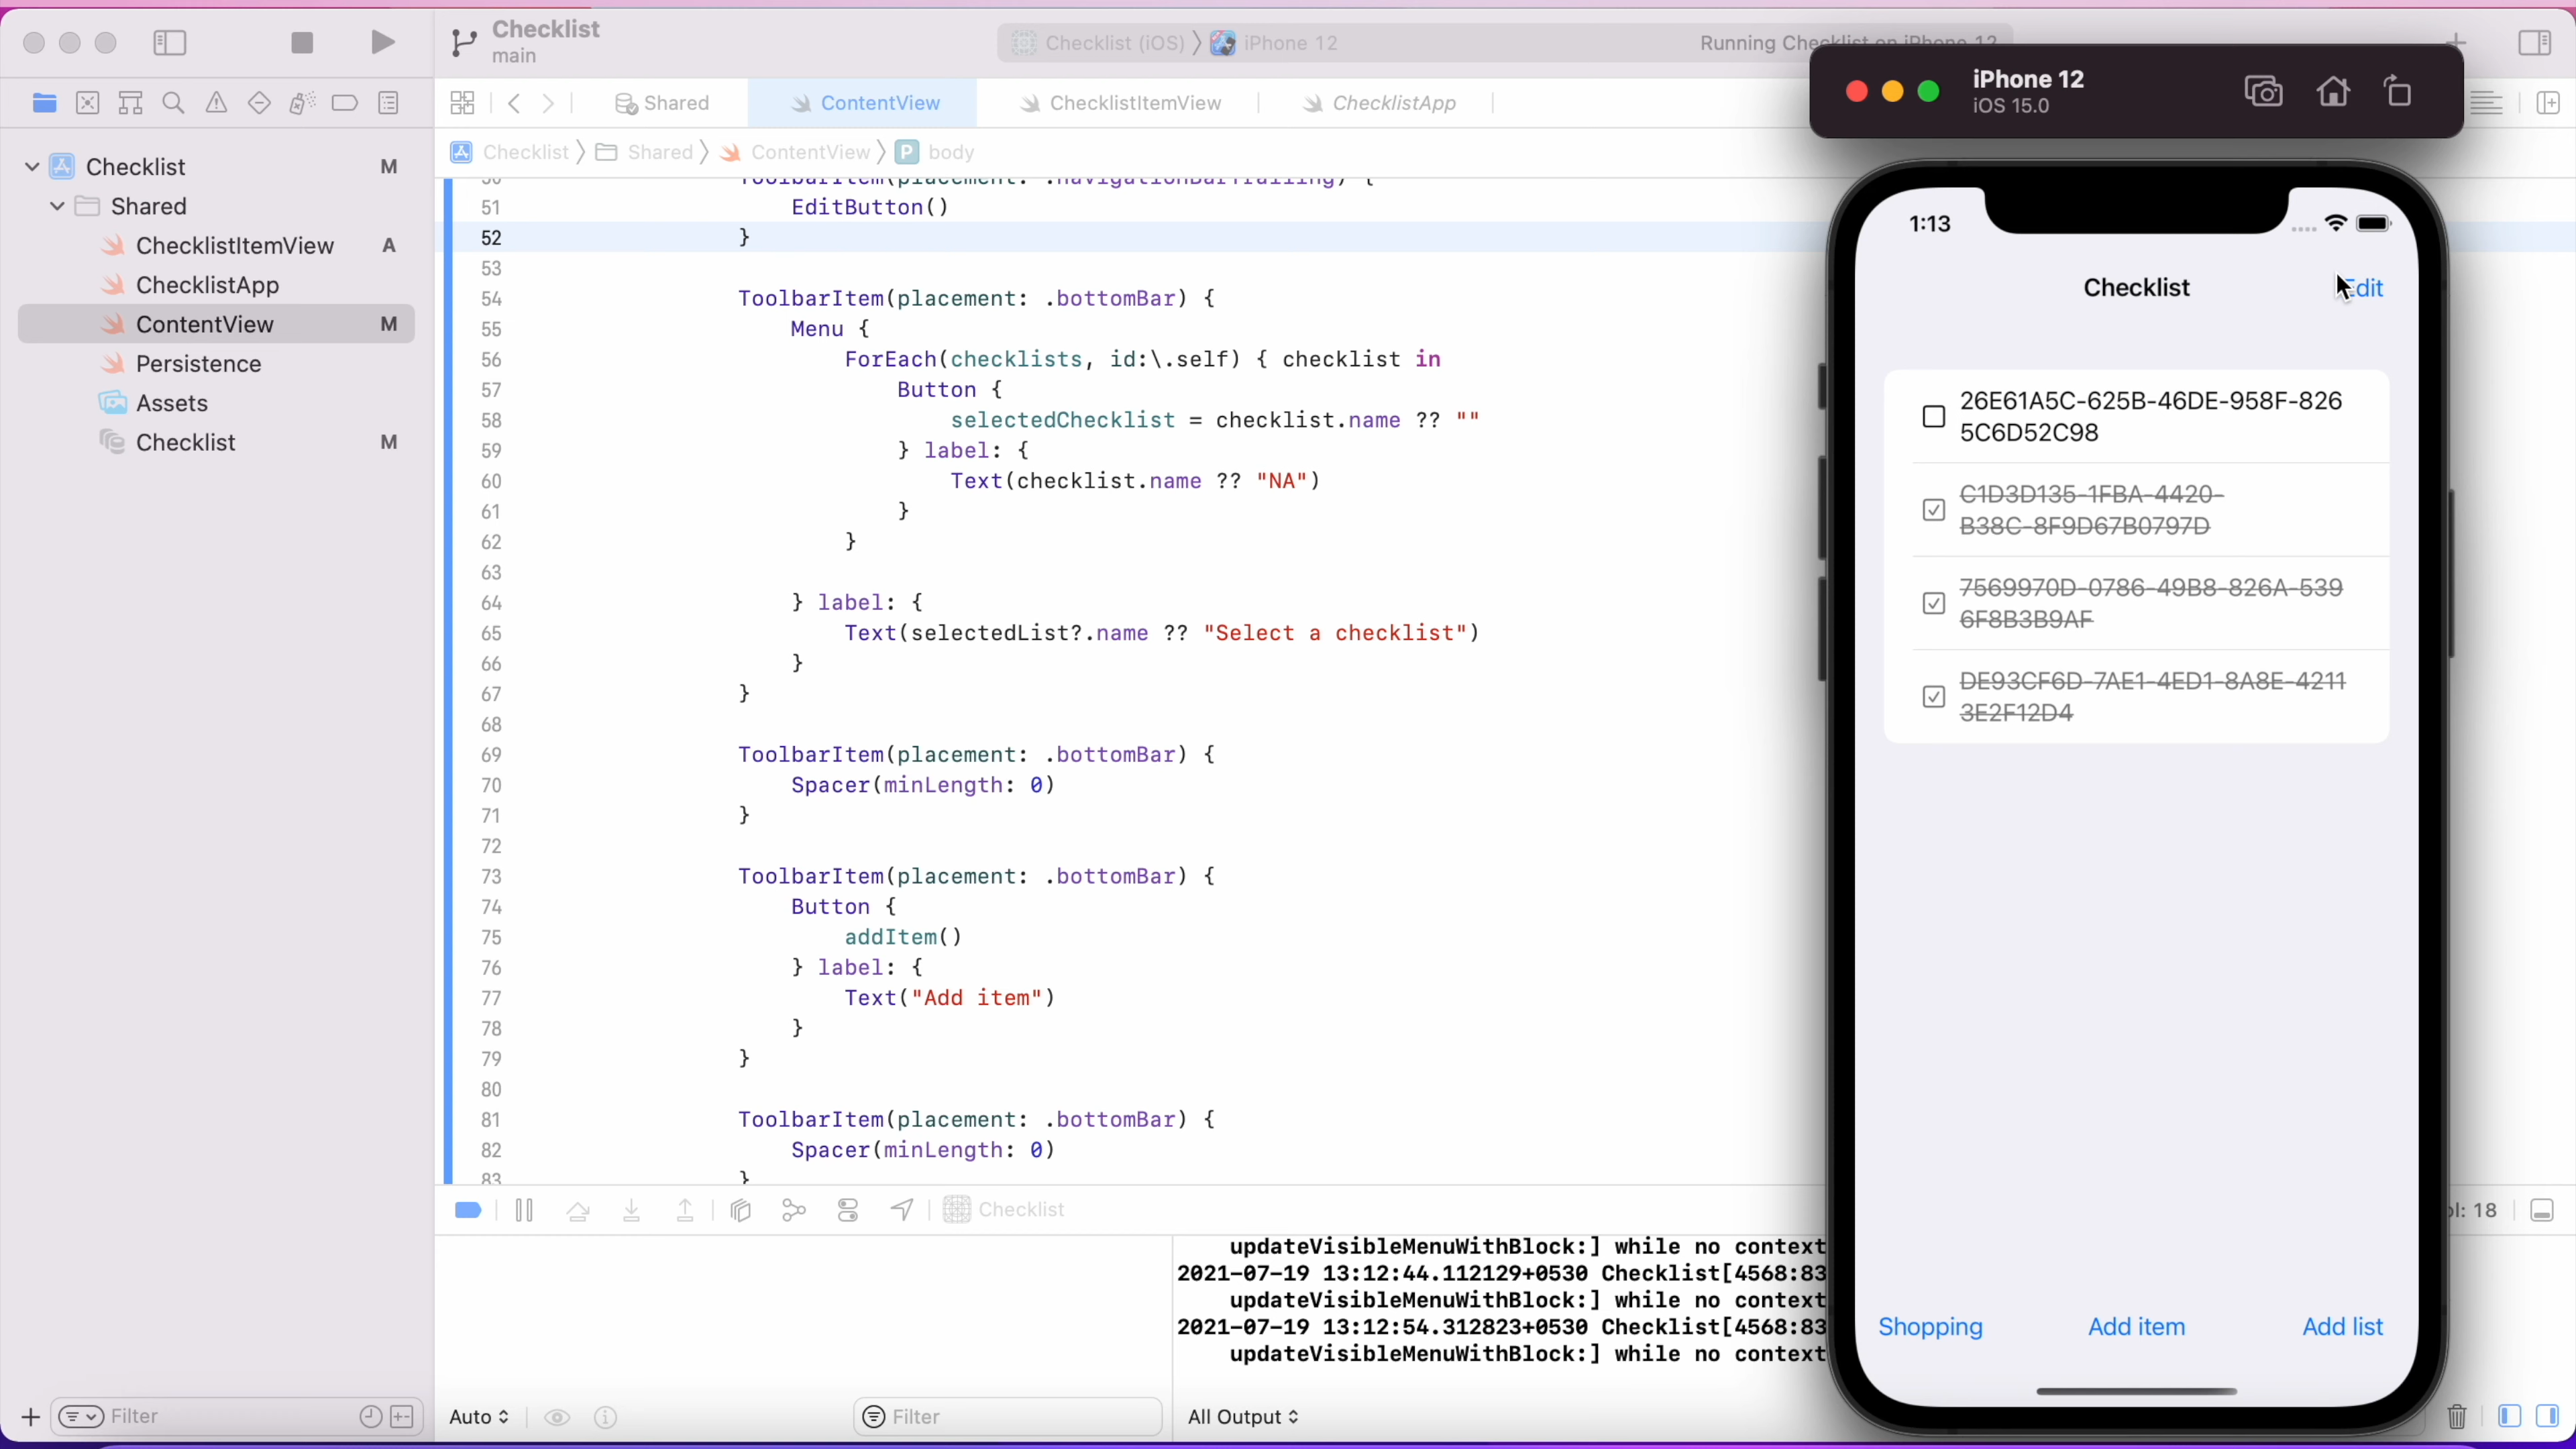 Checklist
main
Checklist (iOS)
iPhone 12
Running Checklist on iPhone 12
Shared
ContentView
ChecklistItemView
ChecklistApp
Checklist
Shared
ContentView
P
body
Checklist M
Shared
ChecklistItemView A
ChecklistApp
ContentView M
Persistence
Assets
Checklist M
ToolbarItem(placement: .navigationBarTrailing) {
51 EditButton()
52 }
53
54 ToolbarItem(placement: .bottomBar) {
55 Menu {
56 ForEach(checklists, id:\.self) { checklist in
57 Button {
58 selectedChecklist = checklist.name ?? ""
59 } label: {
60 Text(checklist.name ?? "NA")
61 }
62 }
63
64 } label: {
65 Text(selectedList?.name ?? "Select a checklist")
66 }
67 }
68
69 ToolbarItem(placement: .bottomBar) {
70 Spacer(minLength: 0)
71 }
72
73 ToolbarItem(placement: .bottomBar) {
74 Button {
75 addItem()
76 } label: {
77 Text("Add item")
78 }
79 }
80
81 ToolbarItem(placement: .bottomBar) {
82 Spacer(minLength: 0)
83 }
Checklist
: 18
updateVisibleMenuWithBlock:] while no context
2021-07-19 13:12:44.112129+0530 Checklist[4568:83
updateVisibleMenuWithBlock:] while no context
2021-07-19 13:12:54.312823+0530 Checklist[4568:83
updateVisibleMenuWithBlock:] while no context
Filter
Auto
Filter
All Output
iPhone 12
iOS 15.0
1:13
Checklist
Edit
26E61A5C-625B-46DE-958F-826
5C6D52C98
C1D3D135-1FBA-4420-
B38C-8F9D67B0797D
7569970D-0786-49B8-826A-539
6F8B3B9AF
DE93CF6D-7AE1-4ED1-8A8E-4211
3E2F12D4
Shopping
Add item
Add list